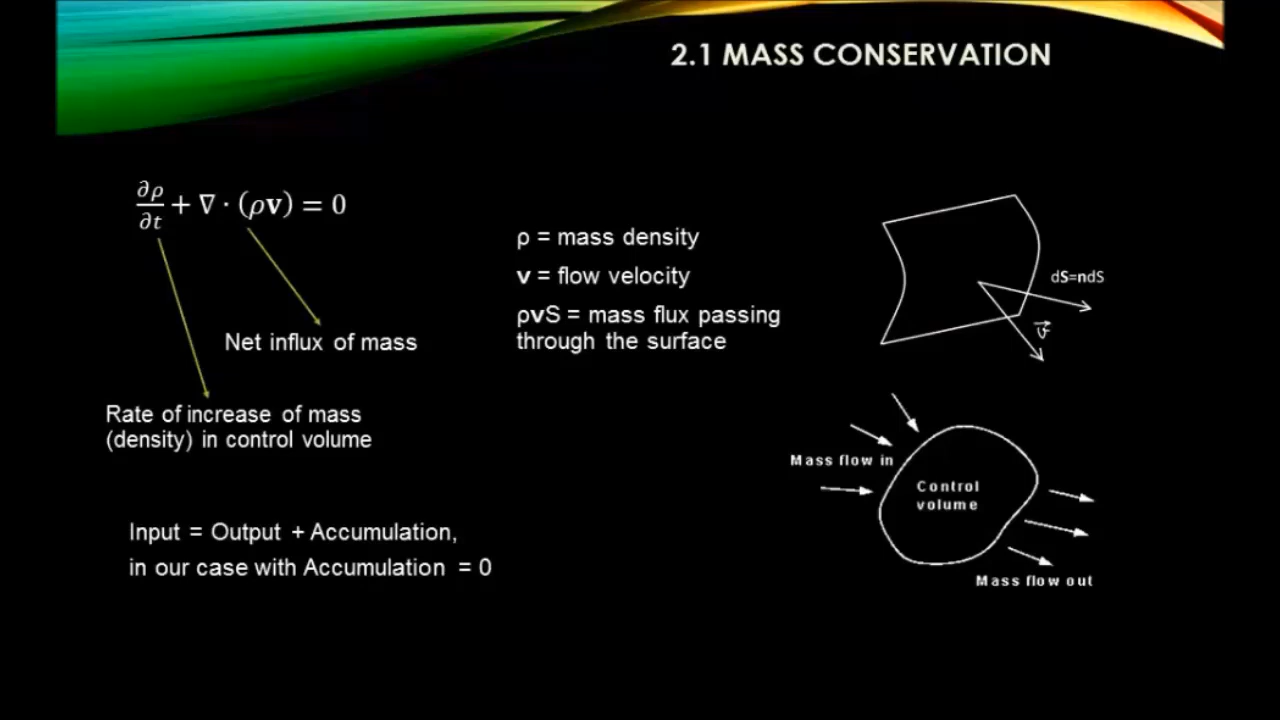 2.1 MASS CONSERVATION
∂ρ/∂t + ∇ · (ρv) = 0
Net influx of mass
Rate of increase of mass
(density) in control volume
Input = Output + Accumulation,
in our case with Accumulation = 0
ρ = mass density
v = flow velocity
ρvS = mass flux passing
through the surface
dS=ndS
v⃗
Mass flow in
Control
volume
Mass flow out